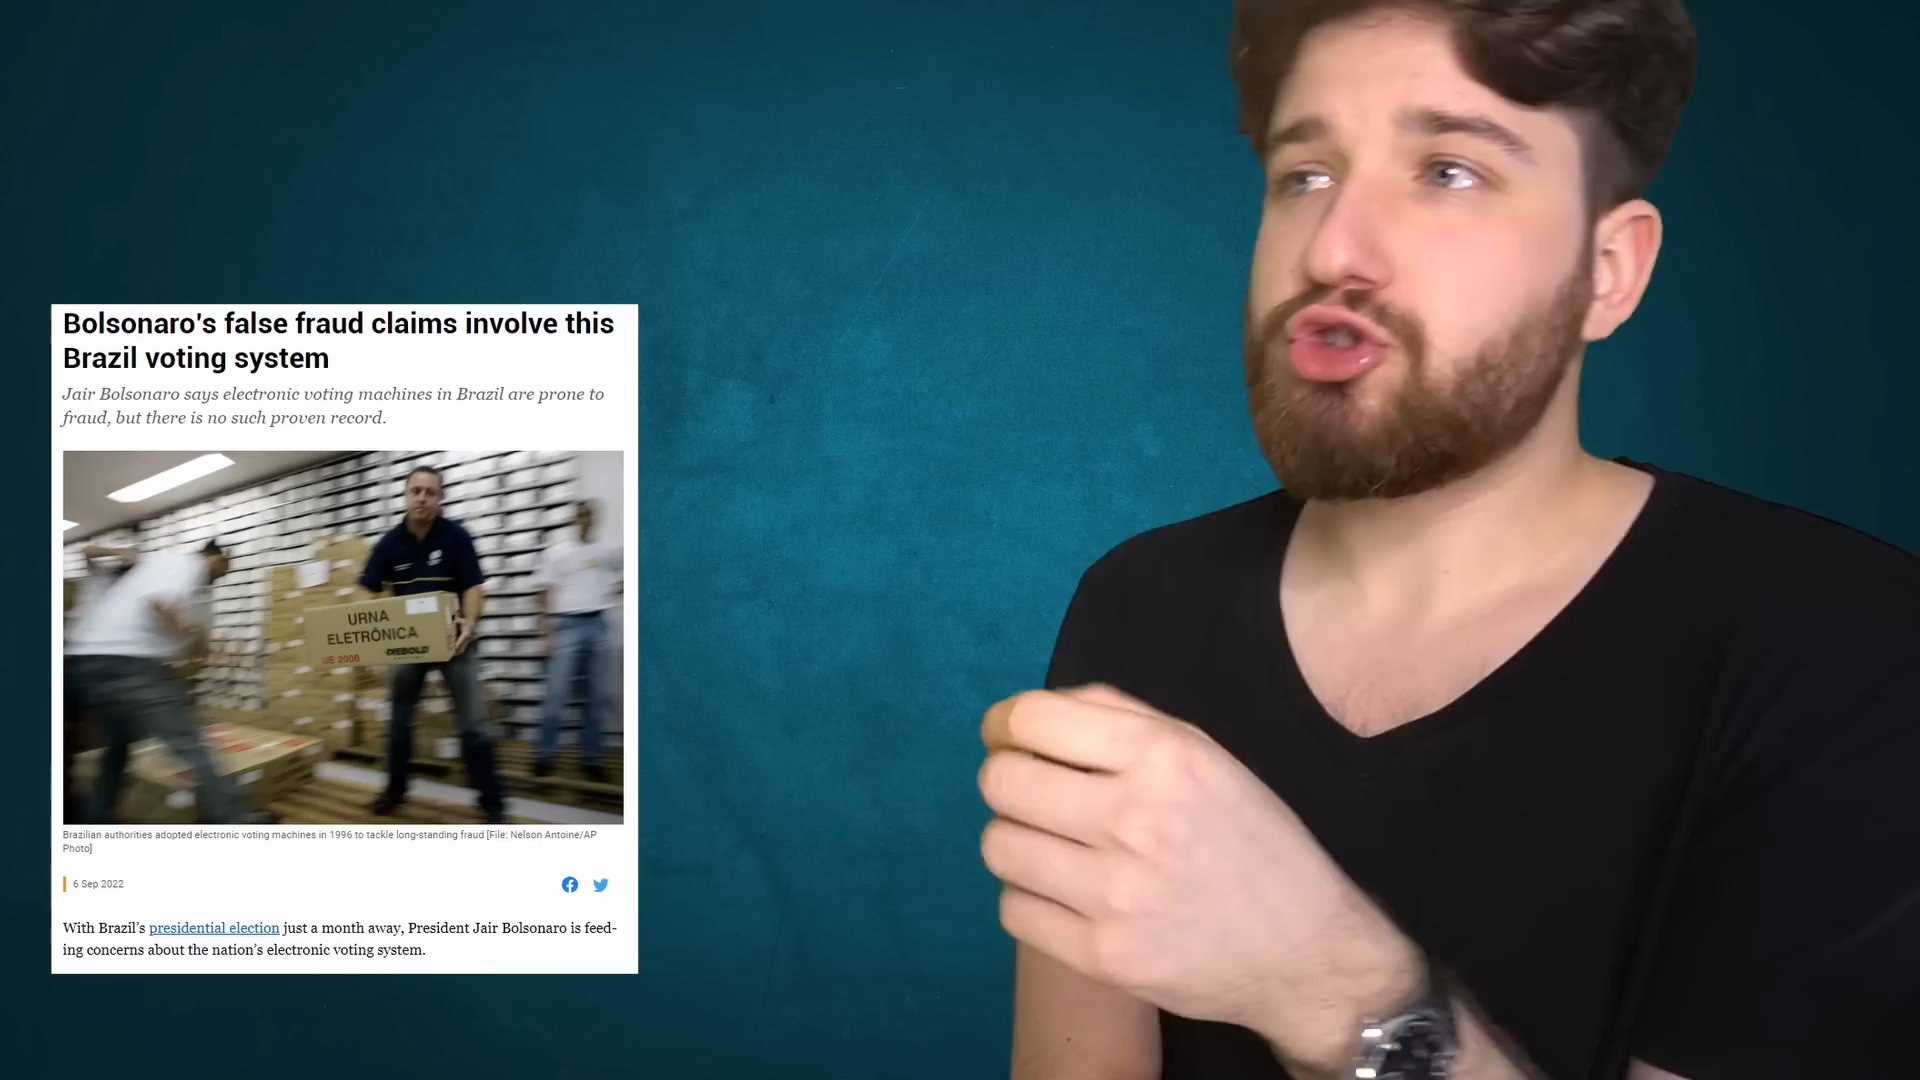 Bolsonaro's false fraud claims involve this
Brazil voting system
Jair Bolsonaro says electronic voting machines in Brazil are prone to
fraud, but there is no such proven record.
URNA
ELETRÔNICA
UE 2008
DIEBOLD
Brazilian authorities adopted electronic voting machines in 1996 to tackle long-standing fraud [File: Nelson Antoine/AP
Photo]
6 Sep 2022
With Brazil's presidential election just a month away, President Jair Bolsonaro is feed-
ing concerns about the nation's electronic voting system.